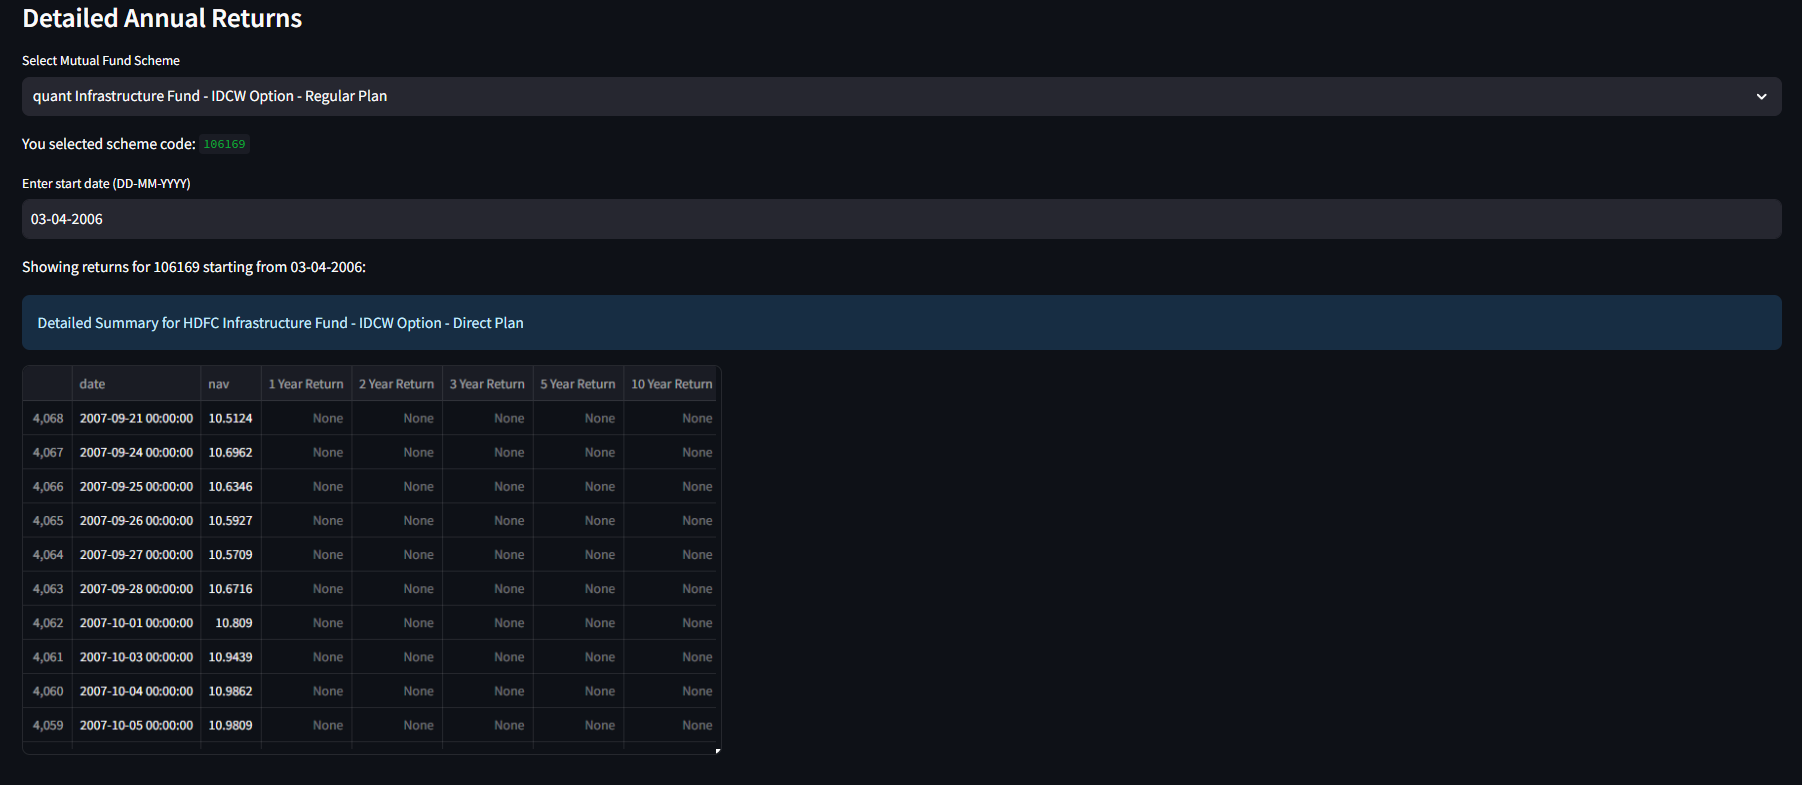 Detailed Annual Returns
Select Mutual Fund Scheme
quant Infrastructure Fund - IDCW Option - Regular Plan
You selected scheme code: 106169
Enter start date (DD-MM-YYYY)
03-04-2006
Showing returns for 106169 starting from 03-04-2006:
Detailed Summary for HDFC Infrastructure Fund - IDCW Option - Direct Plan
date nav 1 Year Return 2 Year Return 3 Year Return 5 Year Return 10 Year Return
4,068 2007-09-21 00:00:00 10.5124 None None None None None
4,067 2007-09-24 00:00:00 10.6962 None None None None None
4,066 2007-09-25 00:00:00 10.6346 None None None None None
4,065 2007-09-26 00:00:00 10.5927 None None None None None
4,064 2007-09-27 00:00:00 10.5709 None None None None None
4,063 2007-09-28 00:00:00 10.6716 None None None None None
4,062 2007-10-01 00:00:00 10.809 None None None None None
4,061 2007-10-03 00:00:00 10.9439 None None None None None
4,060 2007-10-04 00:00:00 10.9862 None None None None None
4,059 2007-10-05 00:00:00 10.9809 None None None None None